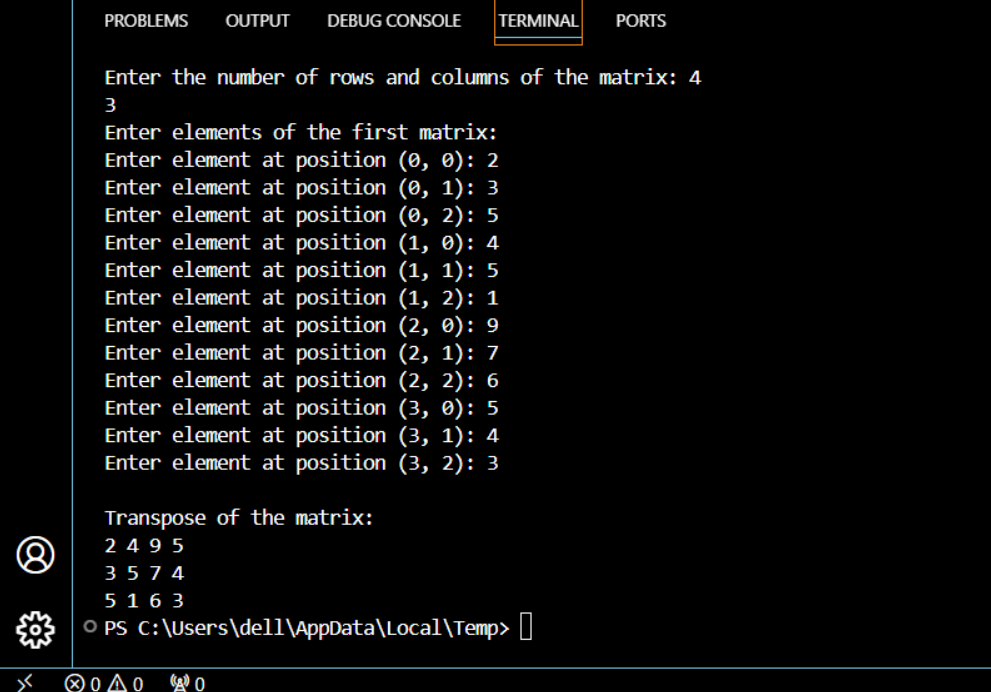 PROBLEMS OUTPUT DEBUG CONSOLE TERMINAL PORTS
Enter the number of rows and columns of the matrix: 4
3
Enter elements of the first matrix:
Enter element at position (0, 0): 2
Enter element at position (0, 1): 3
Enter element at position (0, 2): 5
Enter element at position (1, 0): 4
Enter element at position (1, 1): 5
Enter element at position (1, 2): 1
Enter element at position (2, 0): 9
Enter element at position (2, 1): 7
Enter element at position (2, 2): 6
Enter element at position (3, 0): 5
Enter element at position (3, 1): 4
Enter element at position (3, 2): 3
Transpose of the matrix:
2 4 9 5
3 5 7 4
5 1 6 3
PS C:\Users\dell\AppData\Local\Temp>
0 0 0